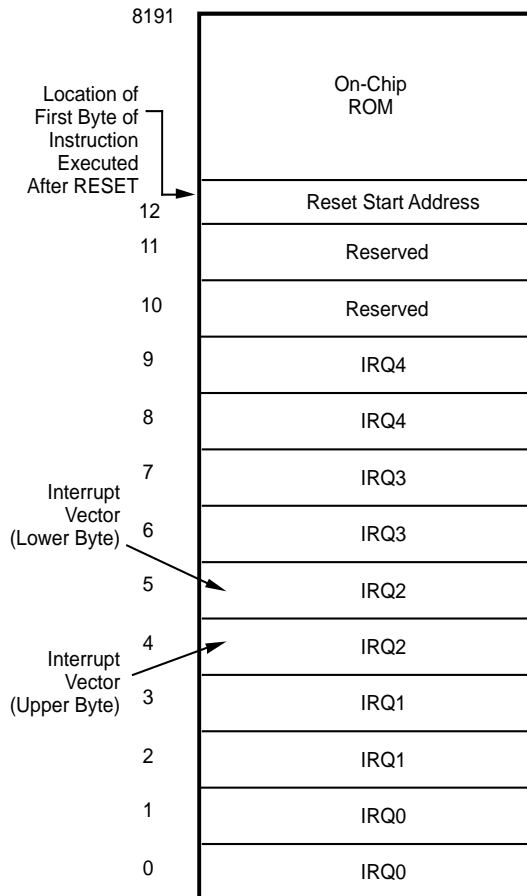 8191
On-Chip
ROM
Location of
First Byte of
Instruction
Executed
After RESET
12
Reset Start Address
11
Reserved
10
Reserved
9
IRQ4
8
IRQ4
7
IRQ3
Interrupt
Vector
(Lower Byte)
6
IRQ3
5
IRQ2
4
IRQ2
Interrupt
Vector
(Upper Byte)
3
IRQ1
2
IRQ1
1
IRQ0
0
IRQ0